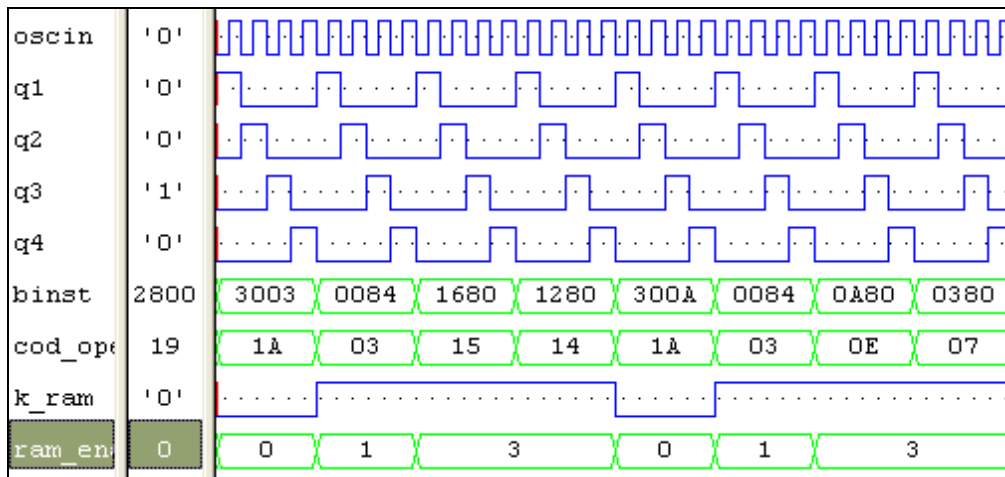 oscin '0'
q1 '0'
q2 '0'
q3 '1'
q4 '0'
binst 2800 3003 0084 1680 1280 300A 0084 0A80 0380
cod_ope 19 1A 03 15 14 1A 03 0E 07
k_ram '0'
ram_ena 0 0 1 3 0 1 3